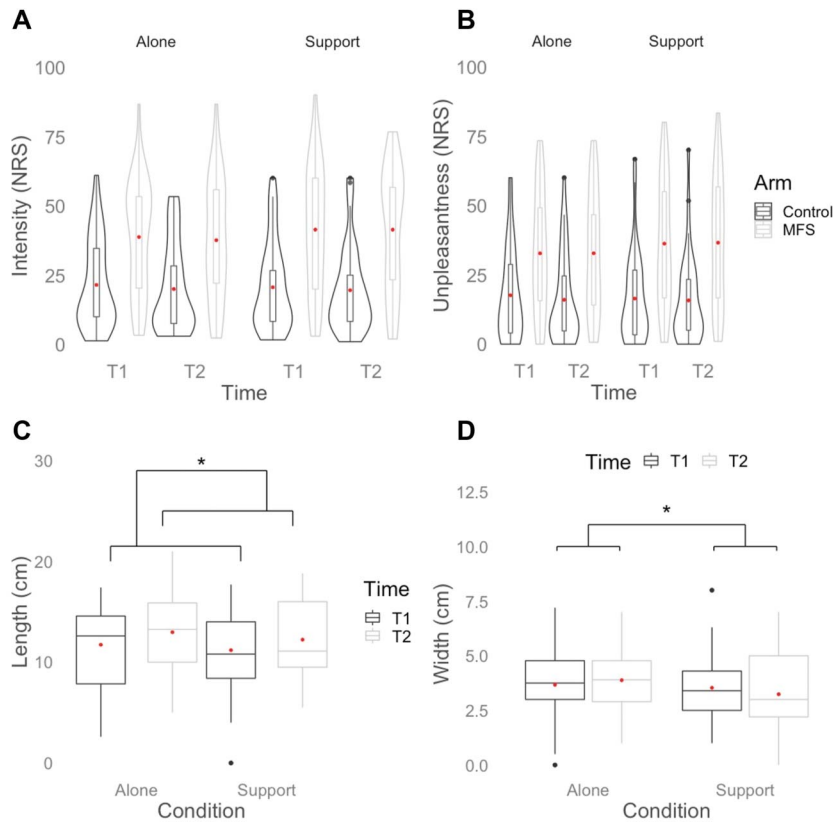 A
Alone
Support
100
75
50
25
0
Intensity (NRS)
T1
T2
T1
T2
Time
B
Alone
Support
100
75
50
25
0
Unpleasantness (NRS)
T1
T2
T1
T2
Time
Arm
Control
MFS
C
30
20
10
0
Length (cm)
*
Alone
Support
Condition
Time
T1
T2
D
Time T1 T2
12.5
10.0
7.5
5.0
2.5
0.0
Width (cm)
*
Alone
Support
Condition